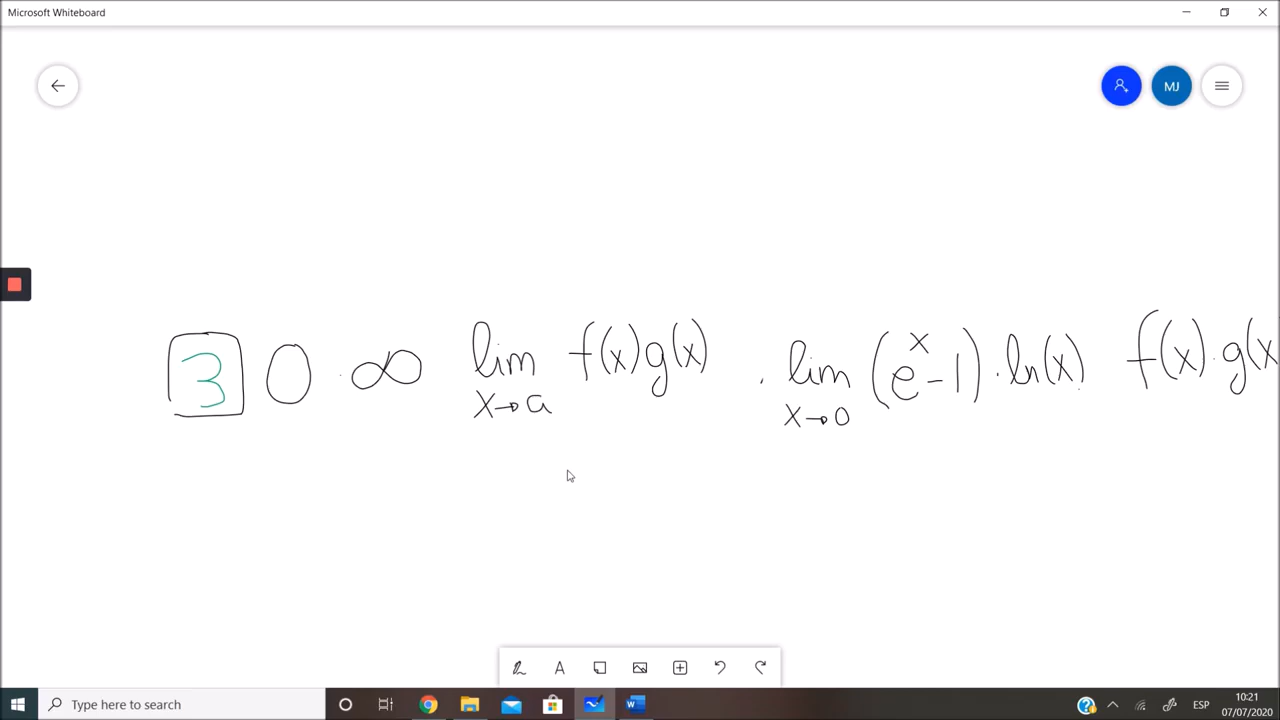 Microsoft Whiteboard
MJ
3 0 · ∞ lim x→a f(x)g(x) · lim x→0 (e^x-1)·ln(x) f(x)·g(x
Type here to search
ESP
10:21
07/07/2020